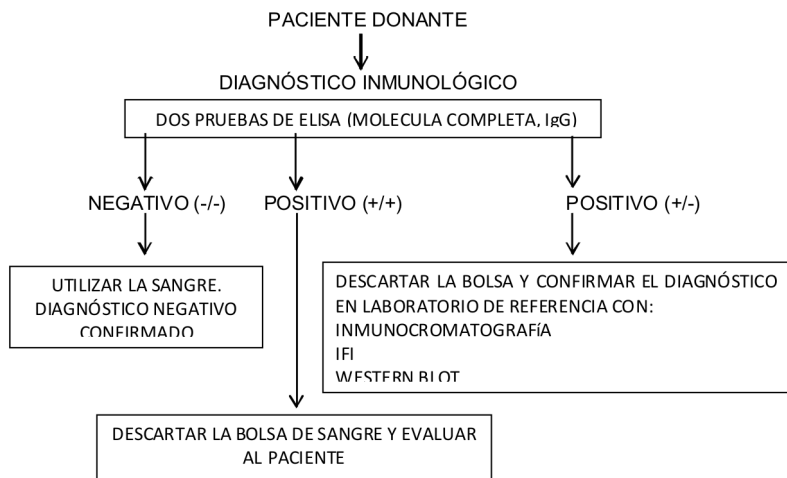 PACIENTE DONANTE
DIAGNÓSTICO INMUNOLÓGICO
DOS PRUEBAS DE ELISA (MOLECULA COMPLETA, IgG)
NEGATIVO (-/-)
POSITIVO (+/+)
POSITIVO (+/-)
UTILIZAR LA SANGRE.
DIAGNÓSTICO NEGATIVO
CONFIRMADO
DESCARTAR LA BOLSA Y CONFIRMAR EL DIAGNÓSTICO
EN LABORATORIO DE REFERENCIA CON:
INMUNOCROMATOGRAFíA
IFI
WESTERN BLOT
DESCARTAR LA BOLSA DE SANGRE Y EVALUAR
AL PACIENTE